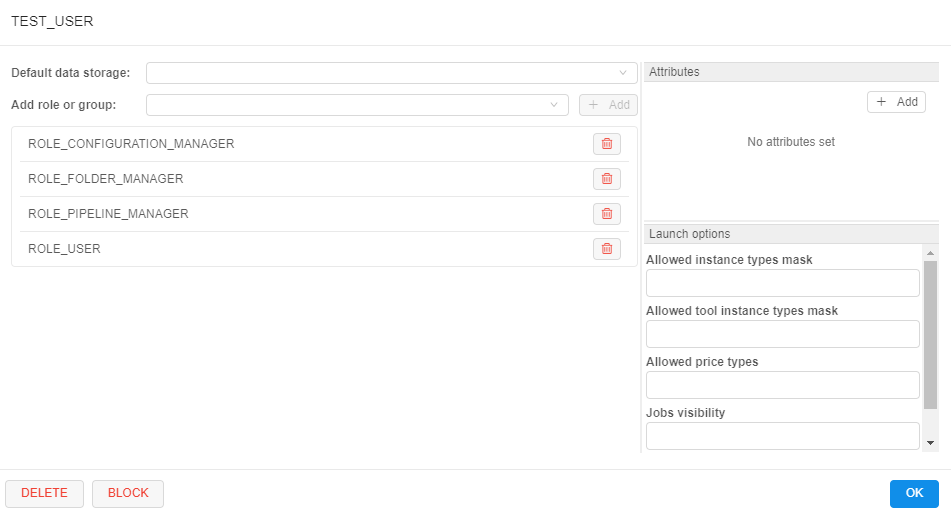 TEST_USER
Default data storage:
Add role or group:
+ Add
ROLE_CONFIGURATION_MANAGER
ROLE_FOLDER_MANAGER
ROLE_PIPELINE_MANAGER
ROLE_USER
Attributes
+ Add
No attributes set
Launch options
Allowed instance types mask
Allowed tool instance types mask
Allowed price types
Jobs visibility
DELETE
BLOCK
OK